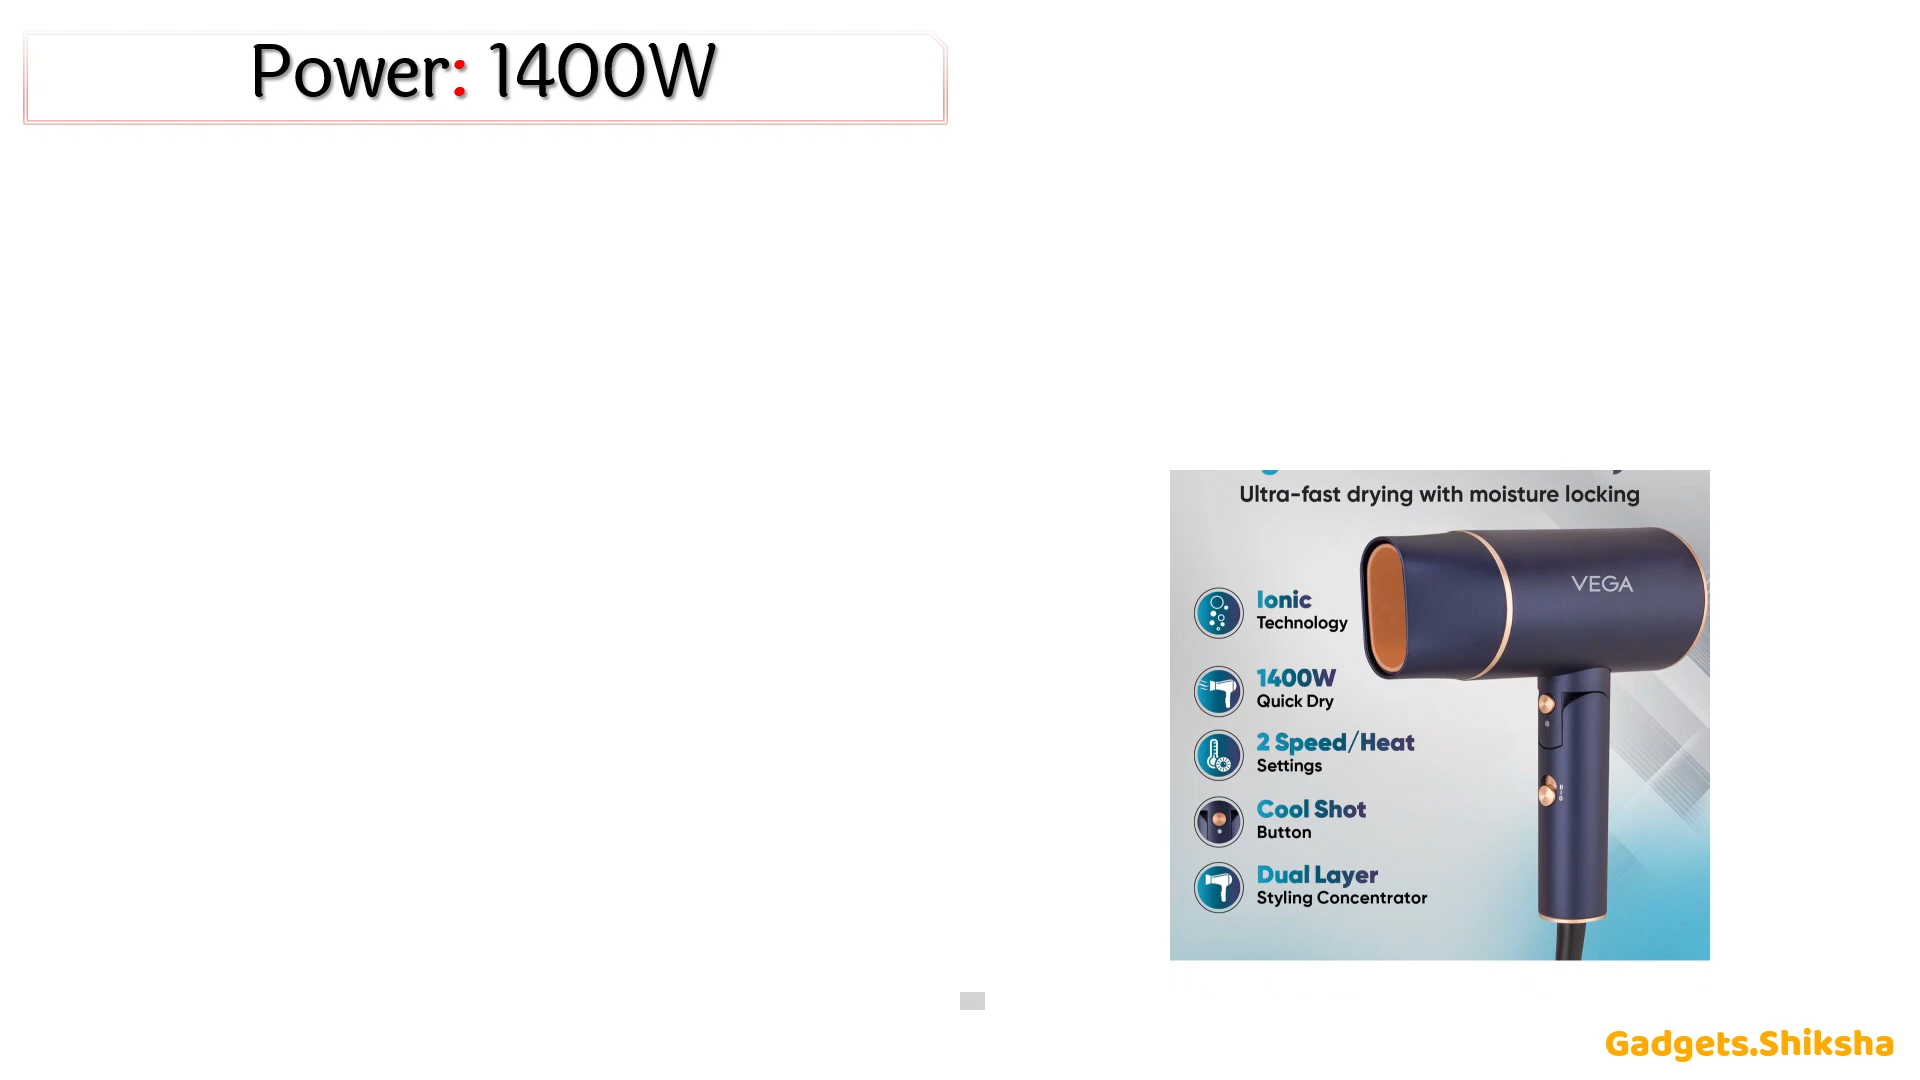 Power: 1400W
Ultra-fast drying with moisture locking
VEGA
Ionic
Technology
1400W
Quick Dry
2 Speed/Heat
Settings
Cool Shot
Button
Dual Layer
Styling Concentrator
Gadgets.Shiksha